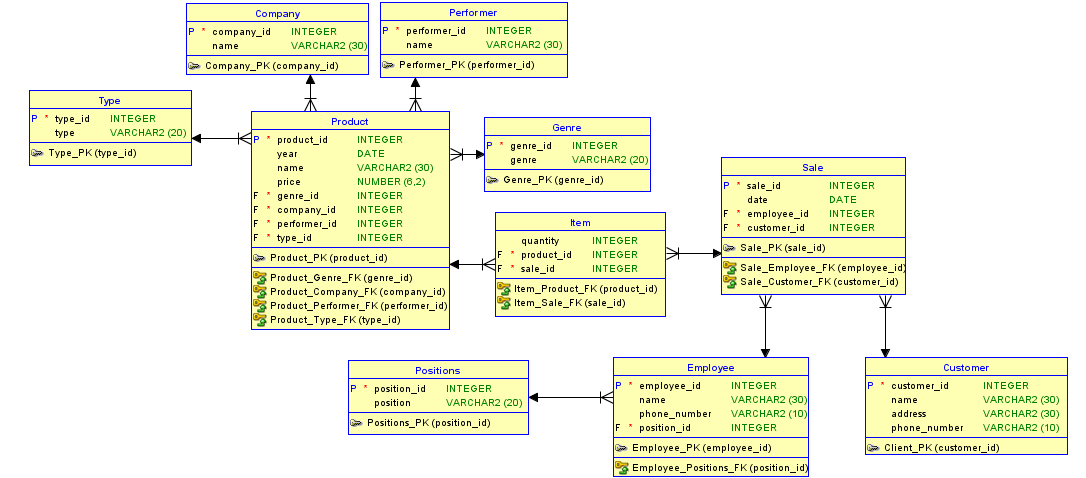 Company
P * company_id INTEGER
name VARCHAR2 (30)
Company_PK (company_id)
Performer
P * performer_id INTEGER
name VARCHAR2 (30)
Performer_PK (performer_id)
Type
P * type_id INTEGER
type VARCHAR2 (20)
Type_PK (type_id)
Product
P * product_id INTEGER
year DATE
name VARCHAR2 (30)
price NUMBER (6,2)
F * genre_id INTEGER
F * company_id INTEGER
F * performer_id INTEGER
F * type_id INTEGER
Product_PK (product_id)
Product_Genre_FK (genre_id)
Product_Company_FK (company_id)
Product_Performer_FK (performer_id)
Product_Type_FK (type_id)
Genre
P * genre_id INTEGER
genre VARCHAR2 (20)
Genre_PK (genre_id)
Item
quantity INTEGER
F * product_id INTEGER
F * sale_id INTEGER
Item_Product_FK (product_id)
Item_Sale_FK (sale_id)
Sale
P * sale_id INTEGER
date DATE
F * employee_id INTEGER
F * customer_id INTEGER
Sale_PK (sale_id)
Sale_Employee_FK (employee_id)
Sale_Customer_FK (customer_id)
Positions
P * position_id INTEGER
position VARCHAR2 (20)
Positions_PK (position_id)
Employee
P * employee_id INTEGER
name VARCHAR2 (30)
phone_number VARCHAR2 (10)
F * position_id INTEGER
Employee_PK (employee_id)
Employee_Positions_FK (position_id)
Customer
P * customer_id INTEGER
name VARCHAR2 (30)
address VARCHAR2 (30)
phone_number VARCHAR2 (10)
Client_PK (customer_id)